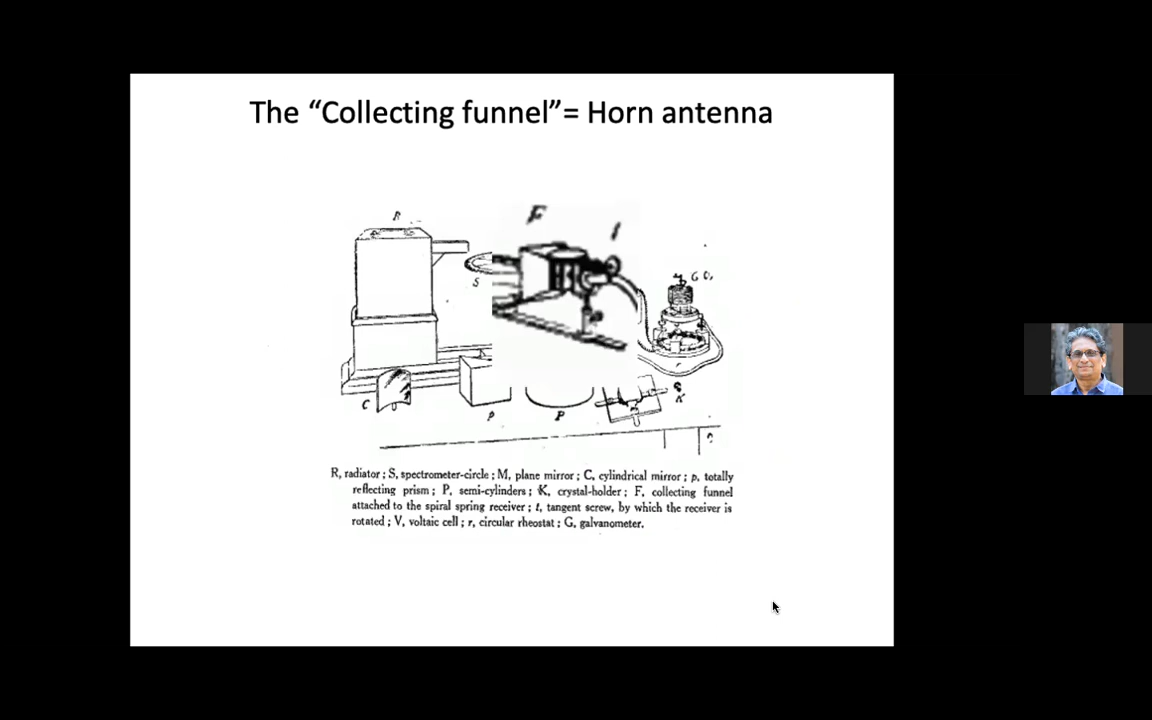 The “Collecting funnel”= Horn antenna
R
F
t
S
G
C
p
P
K
R, radiator ; S, spectrometer-circle ; M, plane mirror ; C, cylindrical mirror ; p, totally
reflecting prism ; P, semi-cylinders ; K, crystal-holder ; F, collecting funnel
attached to the spiral spring receiver ; t, tangent screw, by which the receiver is
rotated ; V, voltaic cell ; r, circular rheostat ; G, galvanometer.